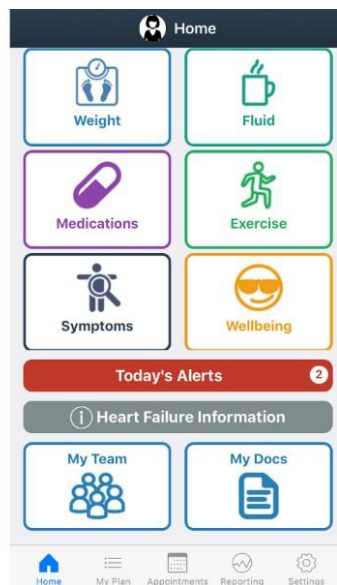 Home
Weight
Fluid
Medications
Exercise
Symptoms
Wellbeing
Today's Alerts 2
i Heart Failure Information
My Team
My Docs
Home My Plan Appointments Reporting Settings